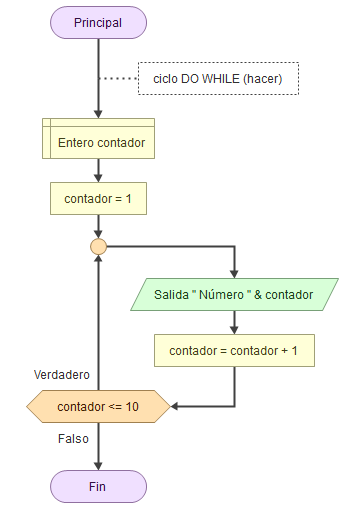 Principal
ciclo DO WHILE (hacer)
Entero contador
contador = 1
Salida " Número " & contador
contador = contador + 1
Verdadero
contador <= 10
Falso
Fin